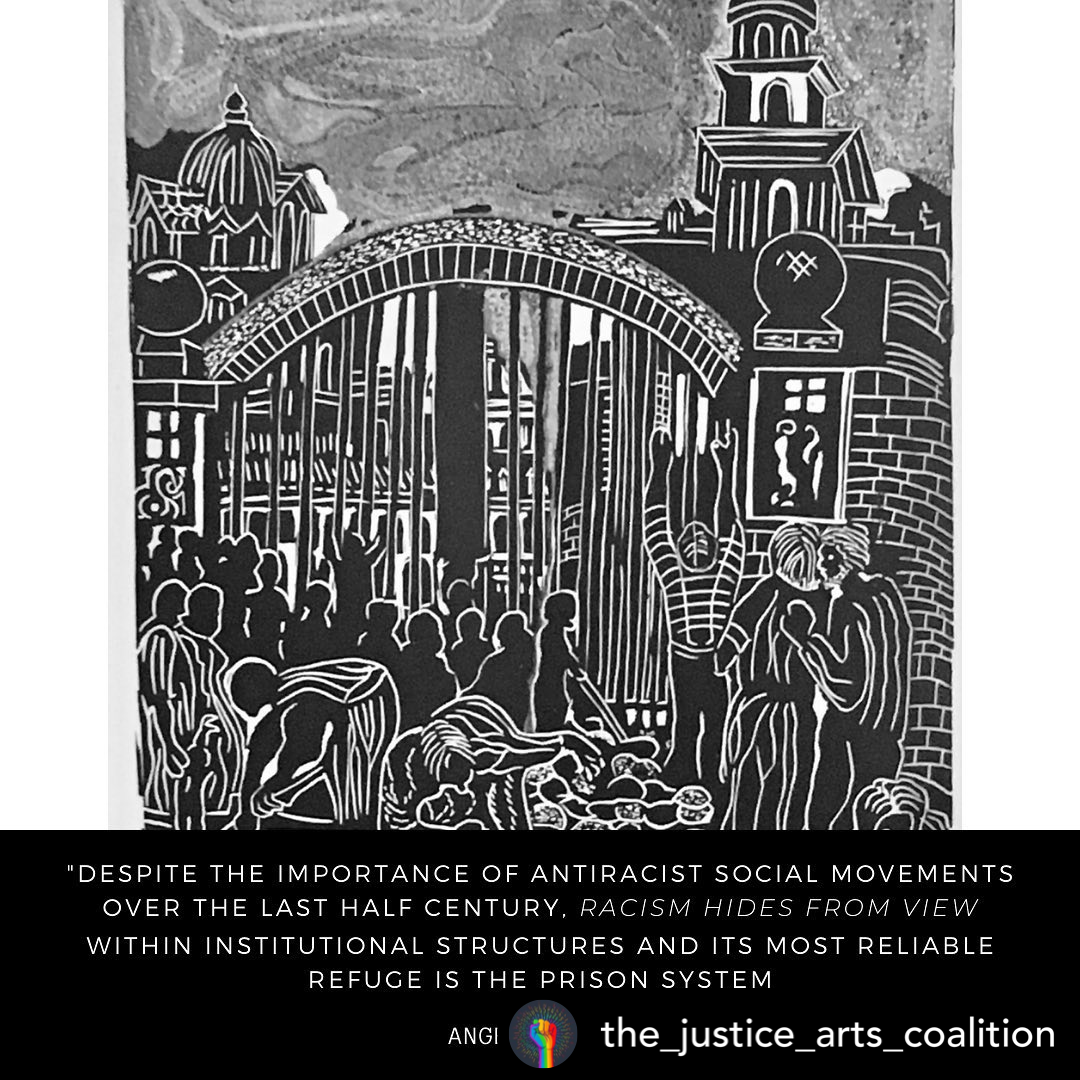 "DESPITE THE IMPORTANCE OF ANTIRACIST SOCIAL MOVEMENTS
OVER THE LAST HALF CENTURY, RACISM HIDES FROM VIEW
WITHIN INSTITUTIONAL STRUCTURES AND ITS MOST RELIABLE
REFUGE IS THE PRISON SYSTEM
ANGI the_justice_arts_coalition